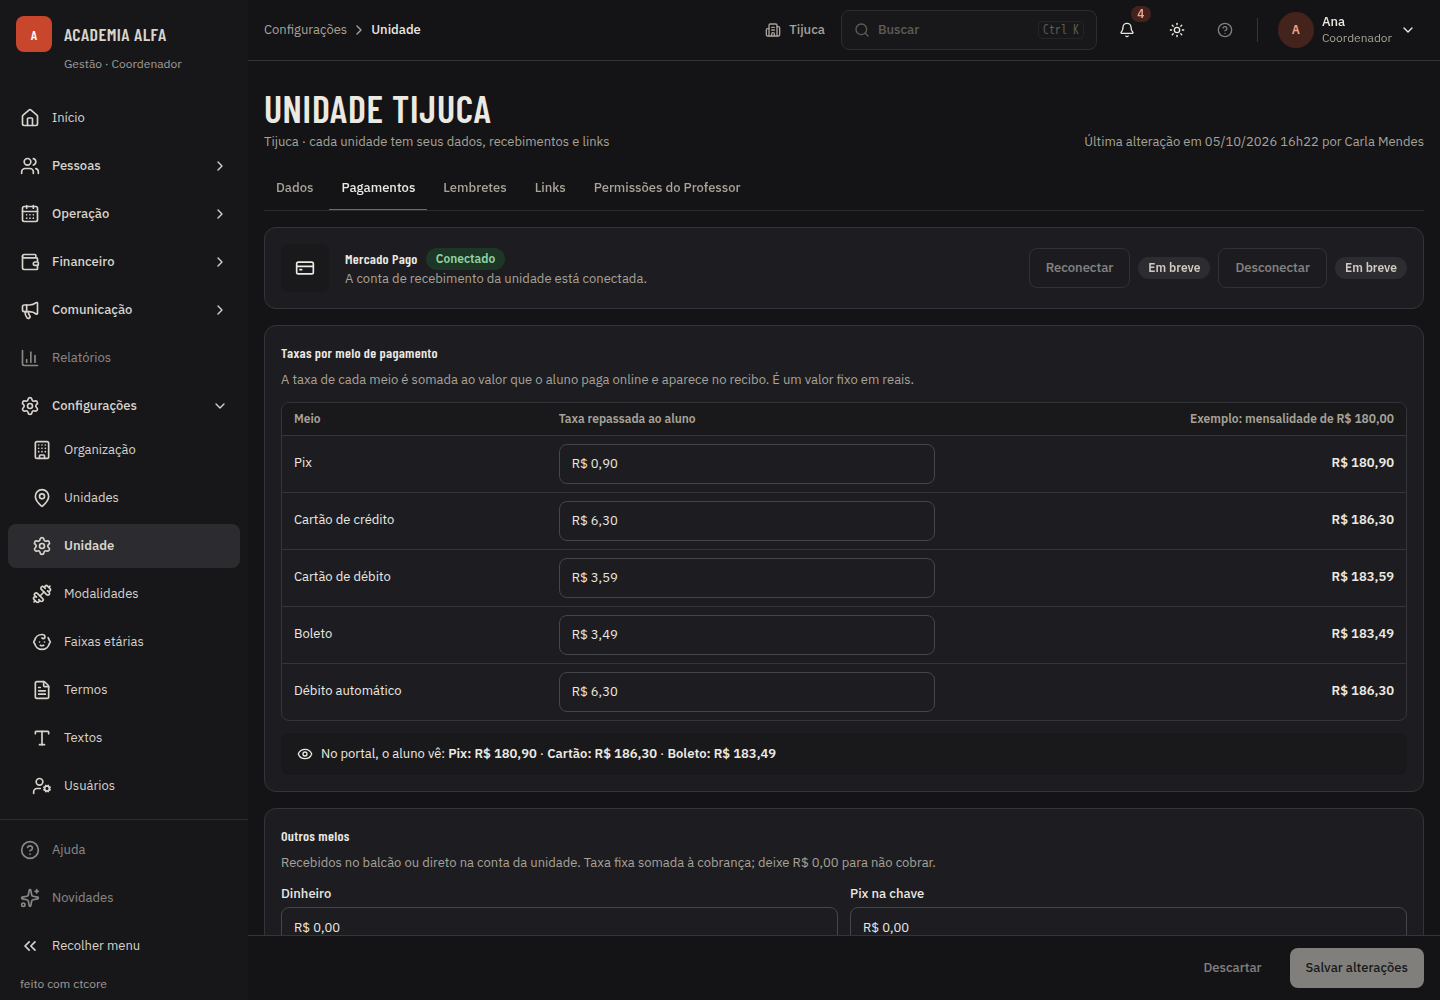 A
ACADEMIA ALFA
Gestão · Coordenador
Início
Pessoas
Operação
Financeiro
Comunicação
Relatórios
Configurações
Organização
Unidades
Unidade
Modalidades
Faixas etárias
Termos
Textos
Usuários
Ajuda
Novidades
Recolher menu
feito com ctcore
Configurações > Unidade
Tijuca
Buscar
Ctrl K
4
A
Ana
Coordenador
UNIDADE TIJUCA
Tijuca · cada unidade tem seus dados, recebimentos e links
Última alteração em 05/10/2026 16h22 por Carla Mendes
Dados
Pagamentos
Lembretes
Links
Permissões do Professor
Mercado Pago
Conectado
A conta de recebimento da unidade está conectada.
Reconectar
Em breve
Desconectar
Em breve
Taxas por meio de pagamento
A taxa de cada meio é somada ao valor que o aluno paga online e aparece no recibo. É um valor fixo em reais.
Meio
Taxa repassada ao aluno
Exemplo: mensalidade de R$ 180,00
Pix
R$ 0,90
R$ 180,90
Cartão de crédito
R$ 6,30
R$ 186,30
Cartão de débito
R$ 3,59
R$ 183,59
Boleto
R$ 3,49
R$ 183,49
Débito automático
R$ 6,30
R$ 186,30
No portal, o aluno vê: Pix: R$ 180,90 · Cartão: R$ 186,30 · Boleto: R$ 183,49
Outros meios
Recebidos no balcão ou direto na conta da unidade. Taxa fixa somada à cobrança; deixe R$ 0,00 para não cobrar.
Dinheiro
Pix na chave
R$ 0,00
R$ 0,00
Descartar
Salvar alterações